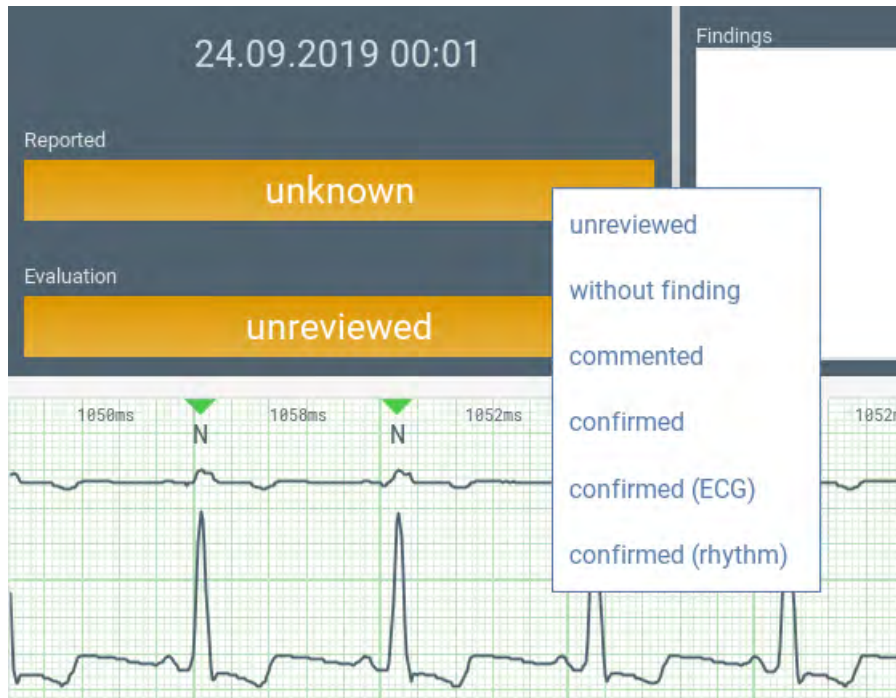 24.09.2019 00:01
Reported
unknown
Evaluation
unreviewed
Findings
unreviewed
without finding
commented
confirmed
confirmed (ECG)
confirmed (rhythm)
1050ms 1058ms 1052ms
N N